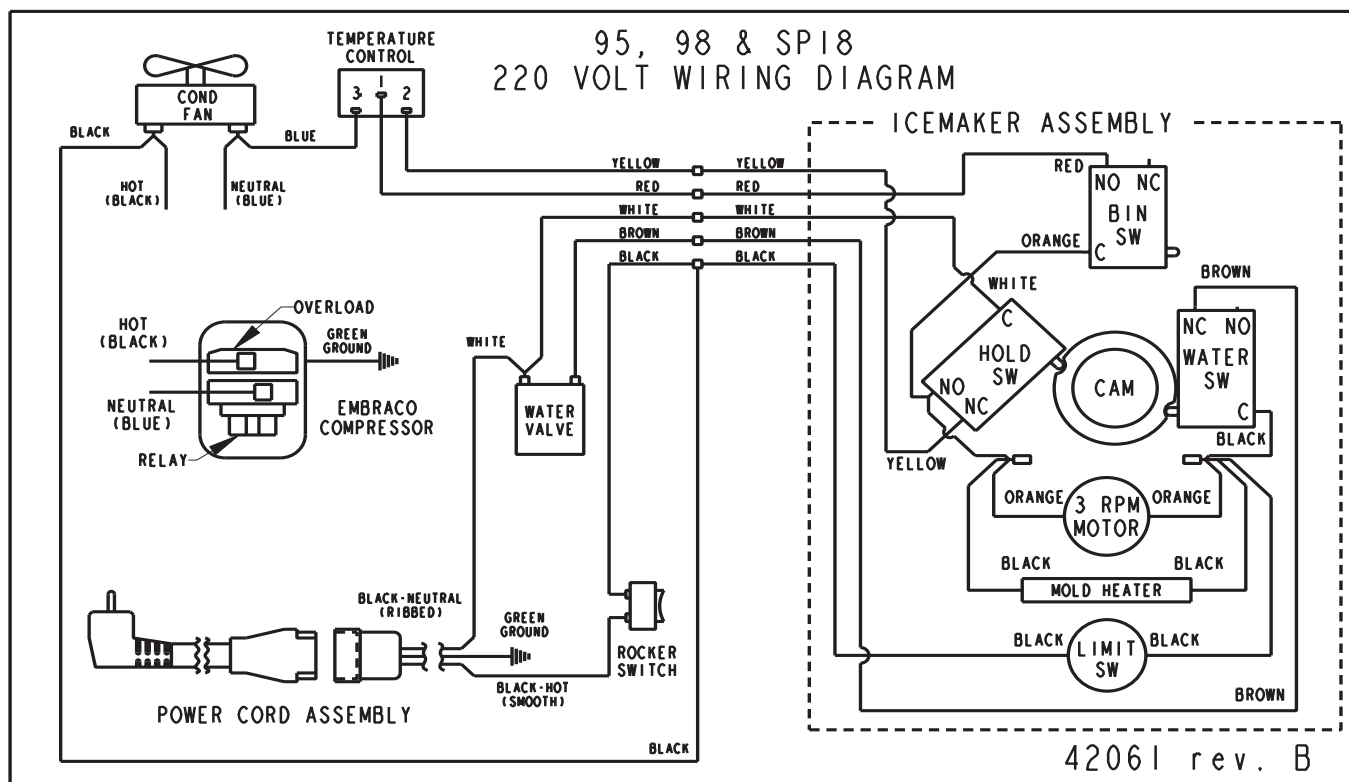 95, 98 & SP18
220 VOLT WIRING DIAGRAM
TEMPERATURE
CONTROL
3 1 2
COND
FAN
BLACK
BLUE
HOT
(BLACK)
NEUTRAL
(BLUE)
ICEMAKER ASSEMBLY
YELLOW YELLOW
RED RED
WHITE WHITE
BROWN BROWN
BLACK BLACK
RED
NO NC
BIN
SW
C
ORANGE
WHITE
BROWN
C
HOLD
SW
NO
NC
NC NO
WATER
SW
C
CAM
BLACK
YELLOW
OVERLOAD
HOT
(BLACK)
GREEN
GROUND
NEUTRAL
(BLUE)
EMBRACO
COMPRESSOR
RELAY
WHITE
WATER
VALVE
ORANGE
3 RPM
MOTOR
ORANGE
BLACK
BLACK
MOLD HEATER
BLACK
LIMIT
SW
BLACK
BROWN
BLACK-NEUTRAL
(RIBBED)
GREEN
GROUND
ROCKER
SWITCH
BLACK-HOT
(SMOOTH)
POWER CORD ASSEMBLY
BLACK
42061 rev. B